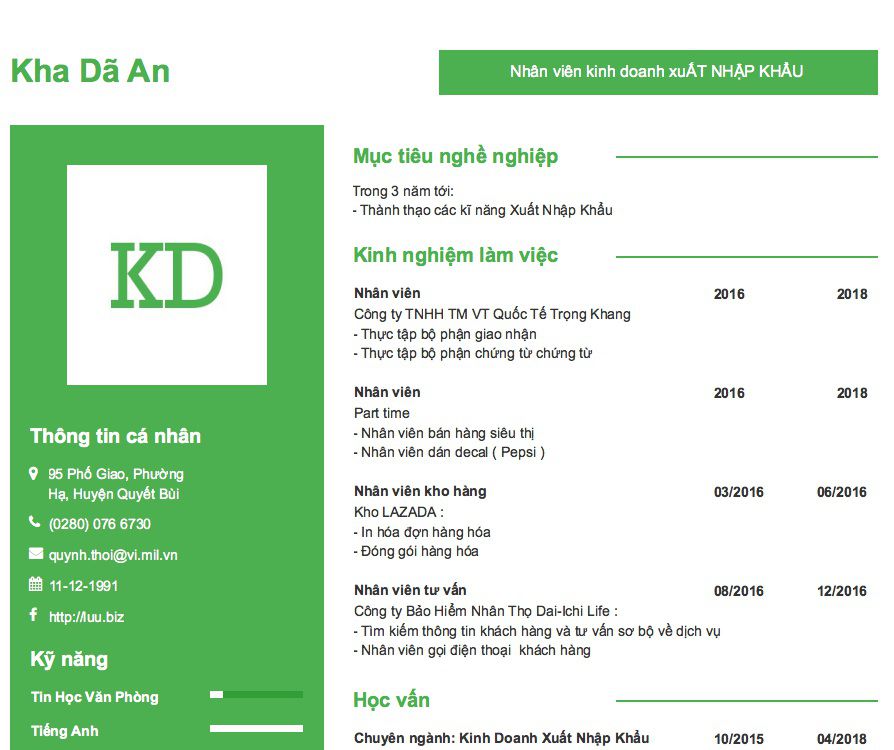 Kha Dã An
Nhân viên kinh doanh xuẤT NHẬP KHẨU
KD
Thông tin cá nhân
95 Phố Giao, Phường
Hạ, Huyện Quyết Bùi
(0280) 076 6730
quynh.thoi@vi.mil.vn
11-12-1991
http://luu.biz
Kỹ năng
Tin Học Văn Phòng
Tiếng Anh
Mục tiêu nghề nghiệp
Trong 3 năm tới:
- Thành thạo các kĩ năng Xuất Nhập Khẩu
Kinh nghiệm làm việc
Nhân viên 2016 2018
Công ty TNHH TM VT Quốc Tế Trọng Khang
- Thực tập bộ phận giao nhận
- Thực tập bộ phận chứng từ chứng từ
Nhân viên 2016 2018
Part time
- Nhân viên bán hàng siêu thị
- Nhân viên dán decal ( Pepsi )
Nhân viên kho hàng 03/2016 06/2016
Kho LAZADA :
- In hóa đợn hàng hóa
- Đóng gói hàng hóa
Nhân viên tư vấn 08/2016 12/2016
Công ty Bảo Hiểm Nhân Thọ Dai-Ichi Life :
- Tìm kiếm thông tin khách hàng và tư vấn sơ bộ về dịch vụ
- Nhân viên gọi điện thoại khách hàng
Học vấn
Chuyên ngành: Kinh Doanh Xuất Nhập Khẩu 10/2015 04/2018